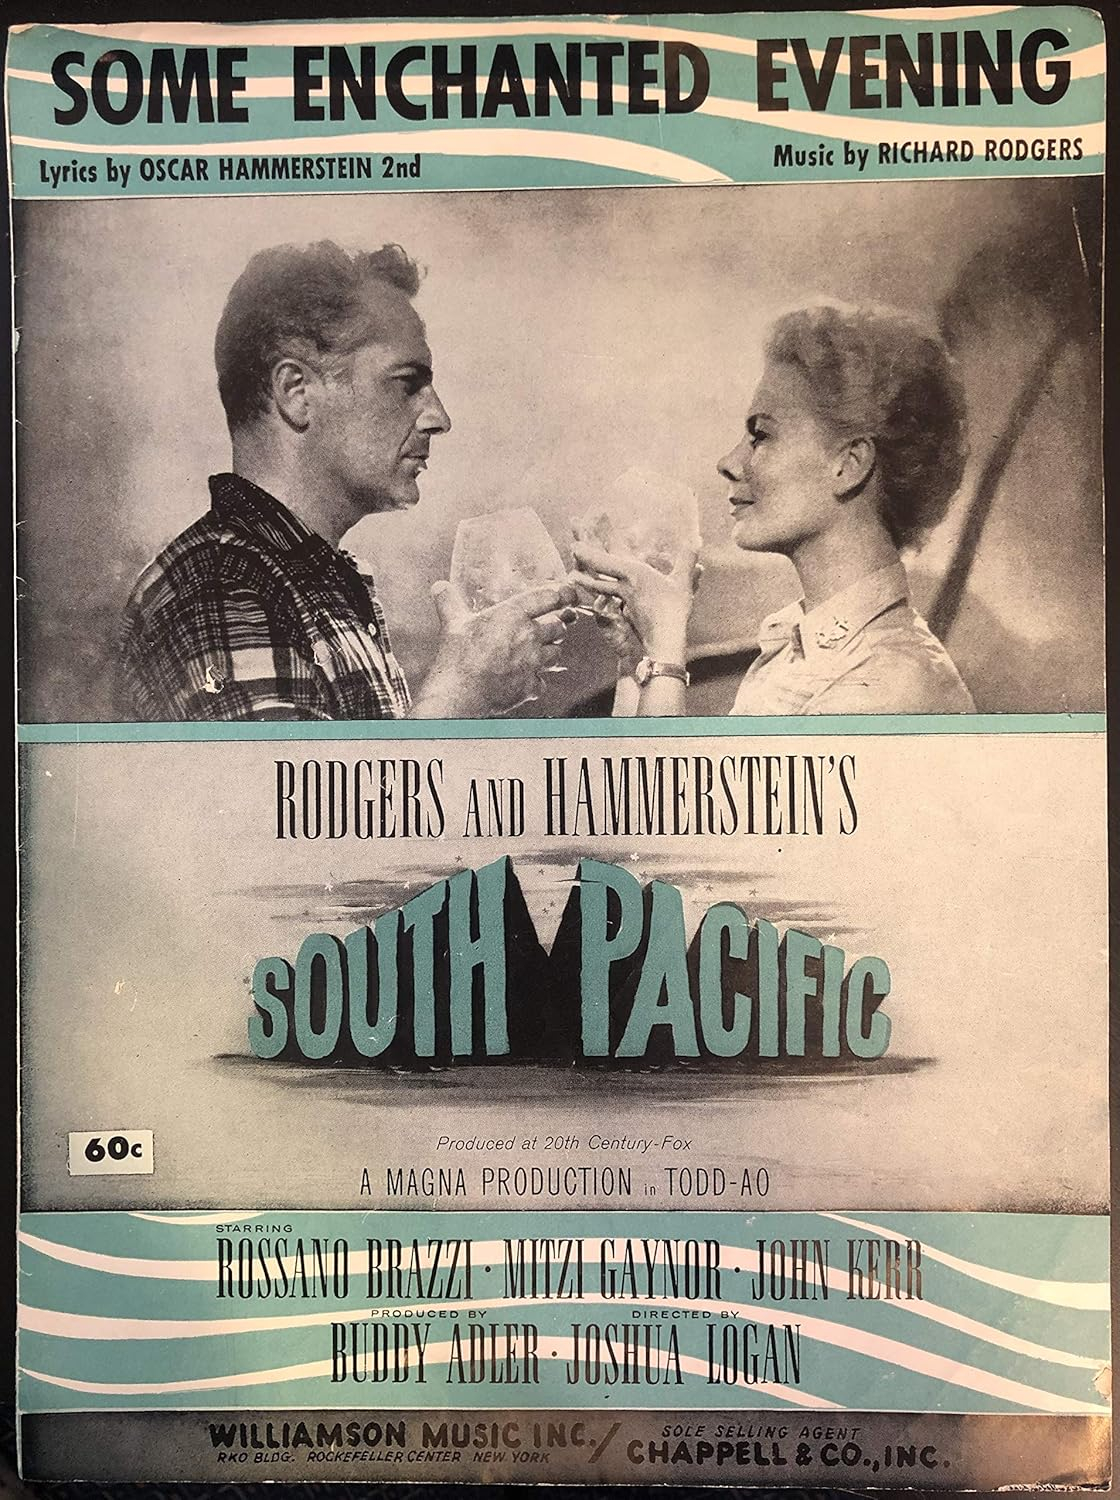 SOME ENCHANTED EVENING
Lyrics by OSCAR HAMMERSTEIN 2nd
Music by RICHARD RODGERS
RODGERS AND HAMMERSTEIN'S
SOUTH PACIFIC
60c
Produced at 20th Century-Fox
A MAGNA PRODUCTION in TODD-AO
STARRING
ROSSANO BRAZZI · MITZI GAYNOR · JOHN KERR
PRODUCED BY DIRECTED BY
BUDDY ADLER · JOSHUA LOGAN
WILLIAMSON MUSIC INC./
RKO BLDG. ROCKEFELLER CENTER NEW YORK
SOLE SELLING AGENT
CHAPPELL & CO., INC.